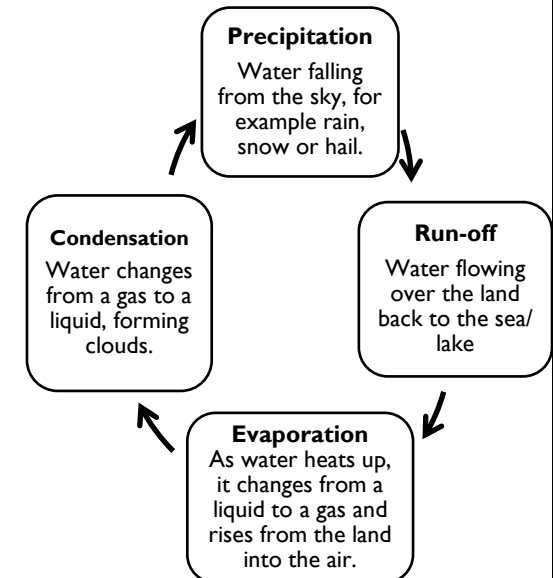 Precipitation
Water falling
from the sky, for
example rain,
snow or hail.
Run-off
Water flowing
over the land
back to the sea/
lake
Evaporation
As water heats up,
it changes from a
liquid to a gas and
rises from the land
into the air.
Condensation
Water changes
from a gas to a
liquid, forming
clouds.